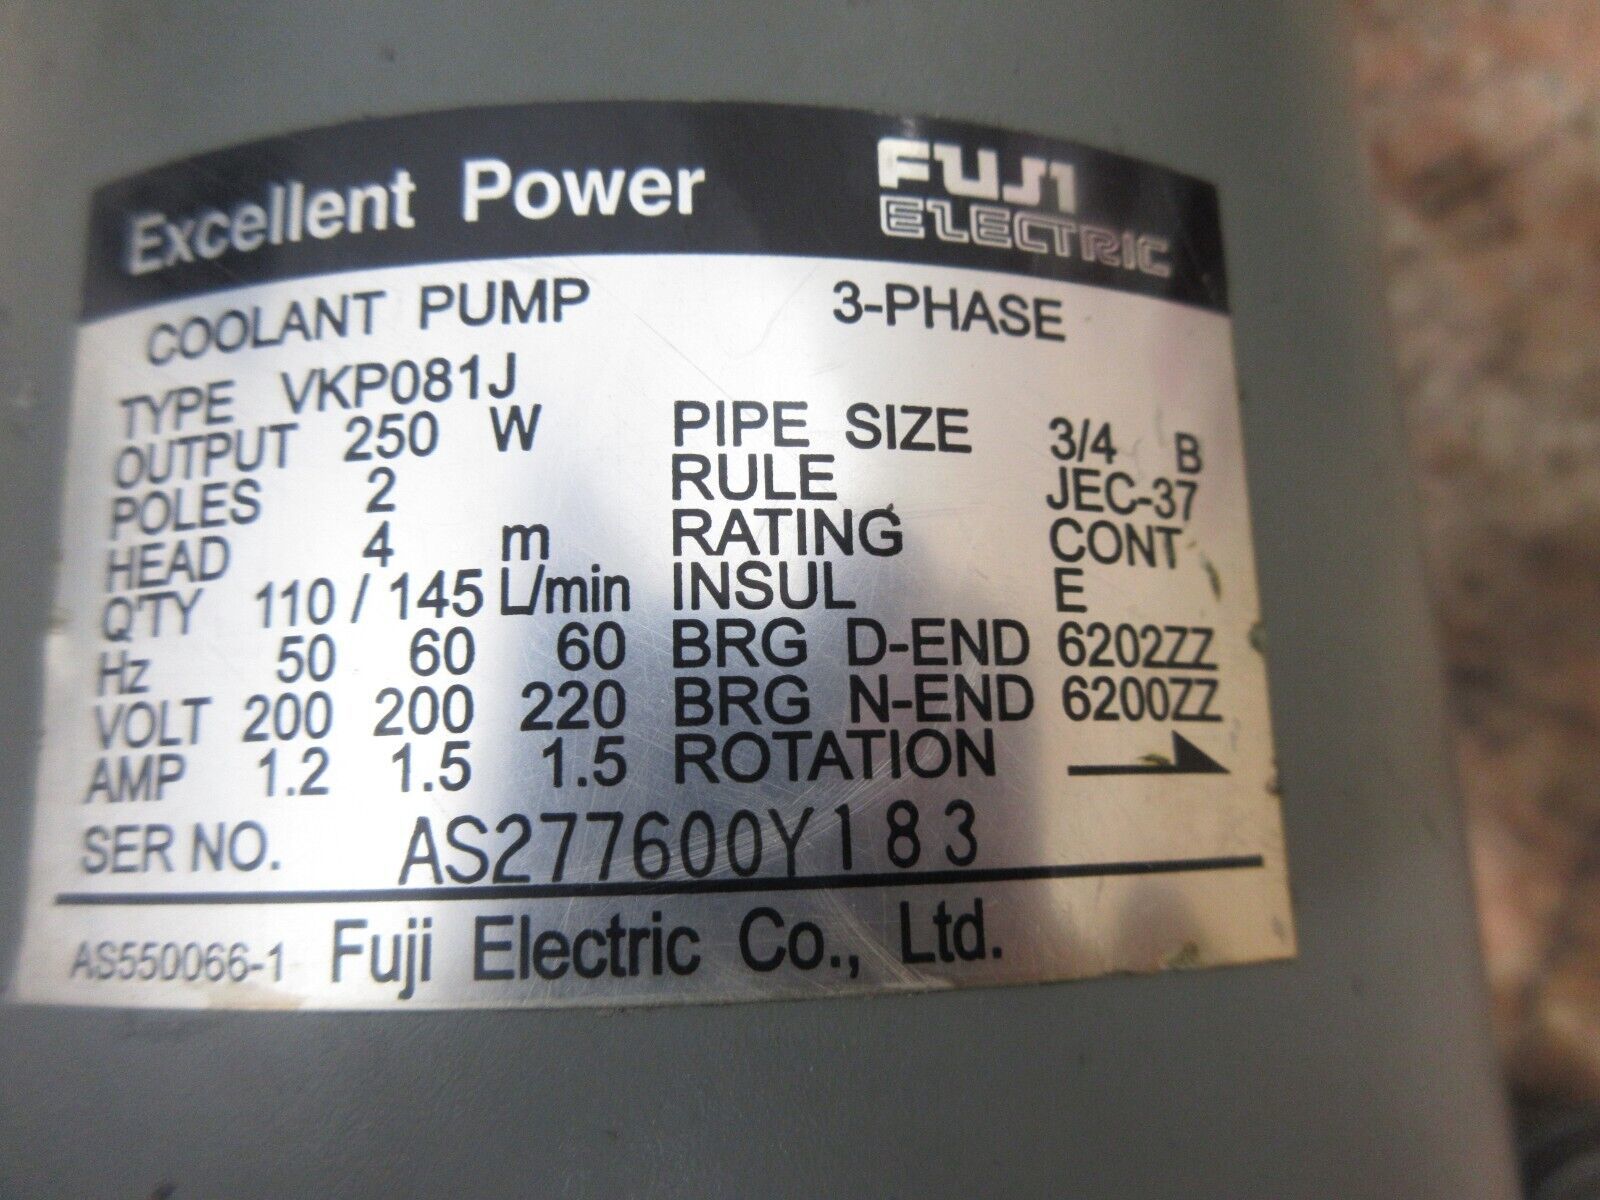 Excellent Power FUJI ELECTRIC
COOLANT PUMP 3-PHASE
TYPE VKP081J
OUTPUT 250 W PIPE SIZE 3/4 B
POLES 2 RULE JEC-37
HEAD 4 m RATING CONT
Q'TY 110 / 145 L/min INSUL E
Hz 50 60 60 BRG D-END 6202ZZ
VOLT 200 200 220 BRG N-END 6200ZZ
AMP 1.2 1.5 1.5 ROTATION
SER NO. AS277600Y183
AS550066-1 Fuji Electric Co., Ltd.